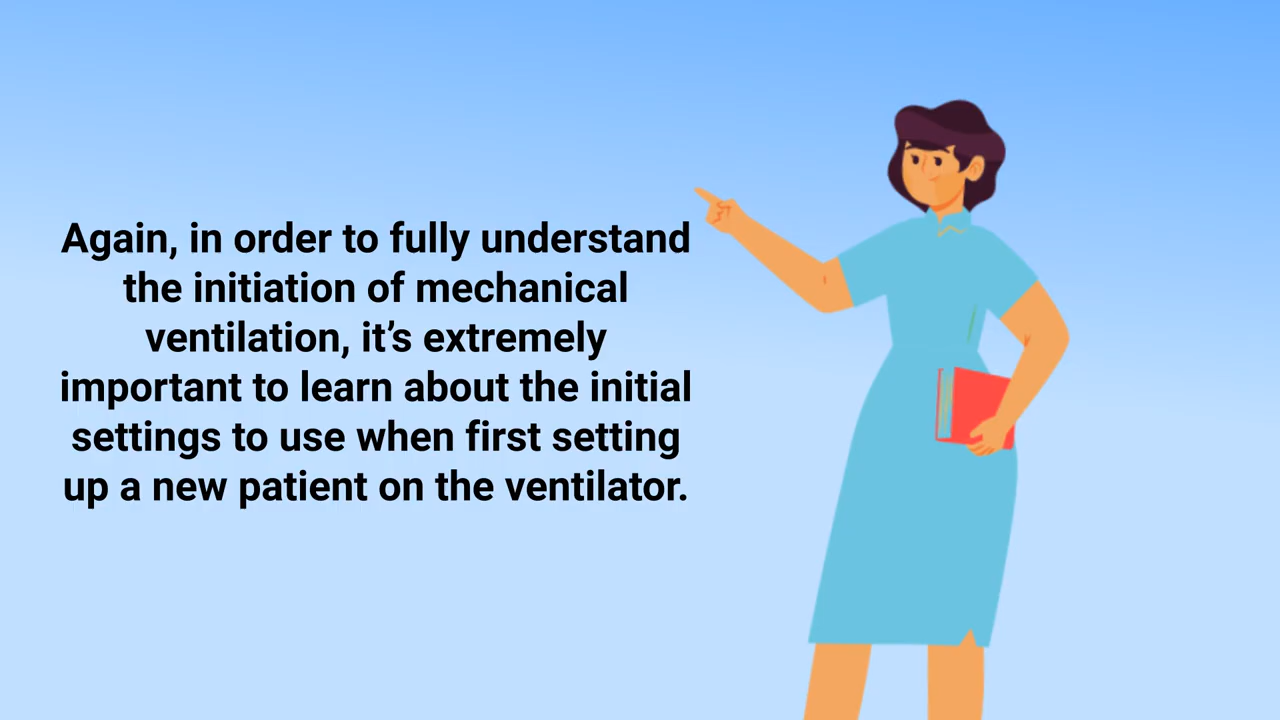 Again, in order to fully understand
the initiation of mechanical
ventilation, it’s extremely
important to learn about the initial
settings to use when first setting
up a new patient on the ventilator.